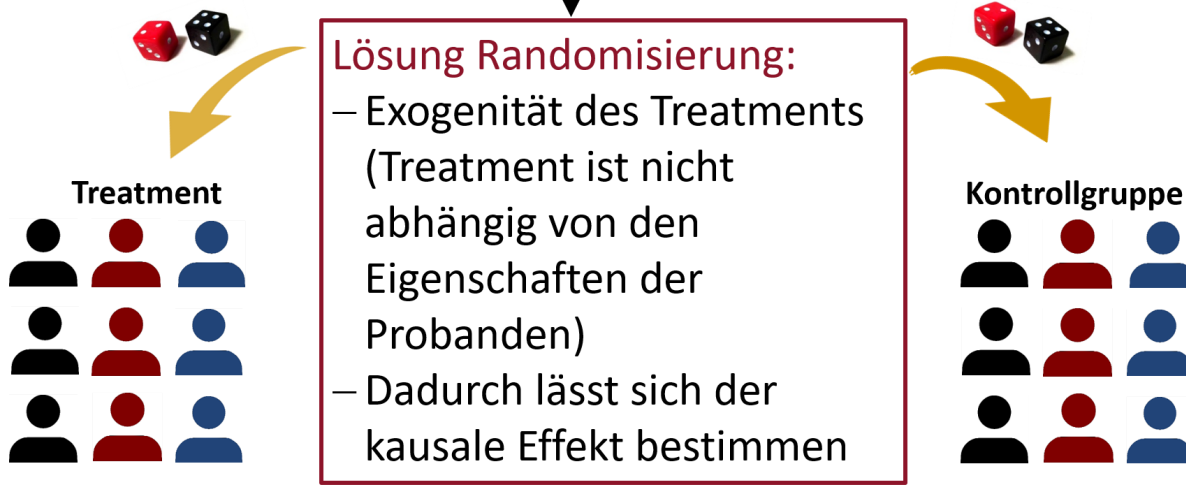 Lösung Randomisierung:
– Exogenität des Treatments
(Treatment ist nicht
abhängig von den
Eigenschaften der
Probanden)
– Dadurch lässt sich der
kausale Effekt bestimmen
Treatment
Kontrollgruppe